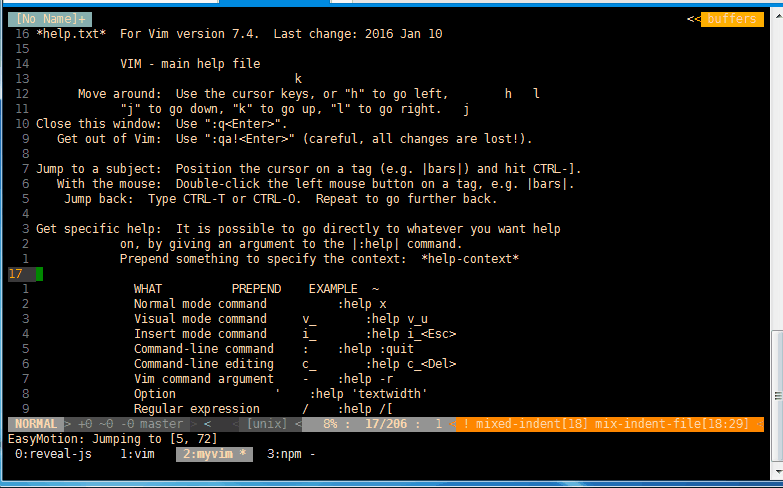 [No Name]+ << buffers
16 *help.txt*  For Vim version 7.4.  Last change: 2016 Jan 10
15
14             VIM - main help file
13                                      k
12       Move around:  Use the cursor keys, or "h" to go left,        h   l
11             "j" to go down, "k" to go up, "l" to go right.   j
10 Close this window:  Use ":q<Enter>".
9    Get out of Vim:  Use ":qa!<Enter>" (careful, all changes are lost!).
8
7 Jump to a subject:  Position the cursor on a tag (e.g. |bars|) and hit CTRL-].
6    With the mouse:  Double-click the left mouse button on a tag, e.g. |bars|.
5     Jump back:  Type CTRL-T or CTRL-O.  Repeat to go further back.
4
3 Get specific help:  It is possible to go directly to whatever you want help
2             on, by giving an argument to the |:help| command.
1             Prepend something to specify the context:  *help-context*
17
1               WHAT          PREPEND    EXAMPLE  ~
2               Normal mode command          :help x
3               Visual mode command     v_       :help v_u
4               Insert mode command     i_       :help i_<Esc>
5               Command-line command    :    :help :quit
6               Command-line editing    c_       :help c_<Del>
7               Vim command argument    -    :help -r
8               Option              '    :help 'textwidth'
9               Regular expression      /    :help /[
NORMAL > +0 ~0 -0 master > < < [unix] < 8% : 17/206 : 1 < ! mixed-indent[18] mix-indent-file[18:29]
EasyMotion: Jumping to [5, 72]
0:reveal-js    1:vim    2:myvim *   3:npm -